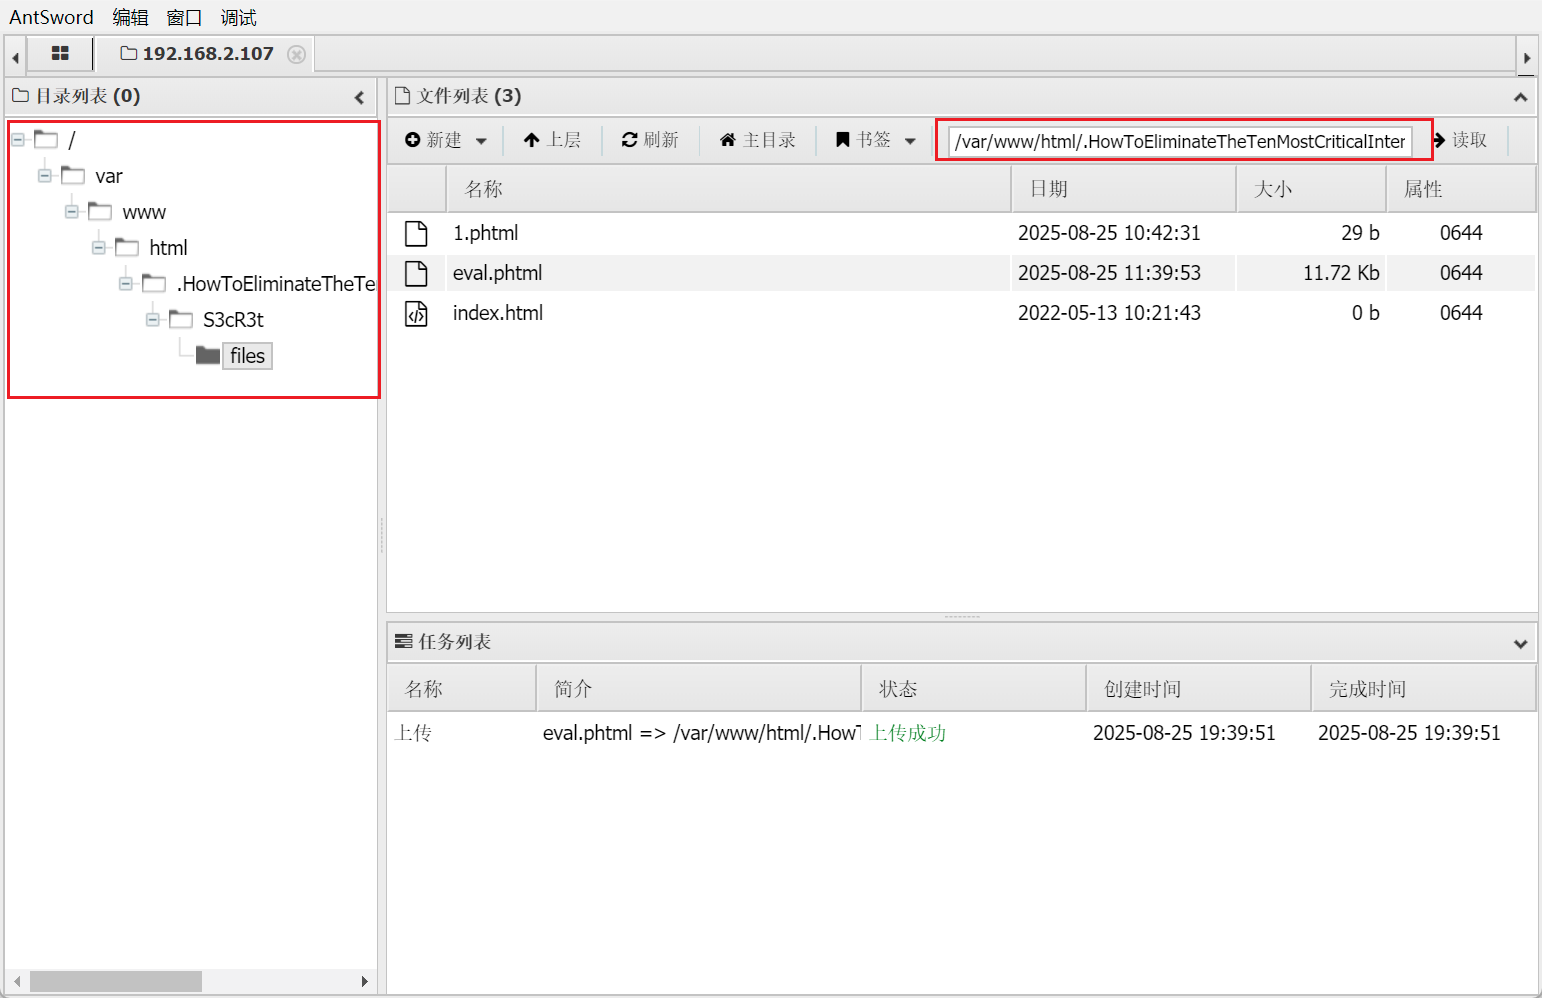 AntSword 编辑 窗口 调试
192.168.2.107
目录列表 (0)
/
var
www
html
.HowToEliminateTheTe
S3cR3t
files
文件列表 (3)
新建 上层 刷新 主目录 书签 /var/www/html/.HowToEliminateTheTenMostCriticalInter 读取
名称 日期 大小 属性
1.phtml 2025-08-25 10:42:31 29 b 0644
eval.phtml 2025-08-25 11:39:53 11.72 Kb 0644
index.html 2022-05-13 10:21:43 0 b 0644
任务列表
名称 简介 状态 创建时间 完成时间
上传 eval.phtml => /var/www/html/.HowT 上传成功 2025-08-25 19:39:51 2025-08-25 19:39:51